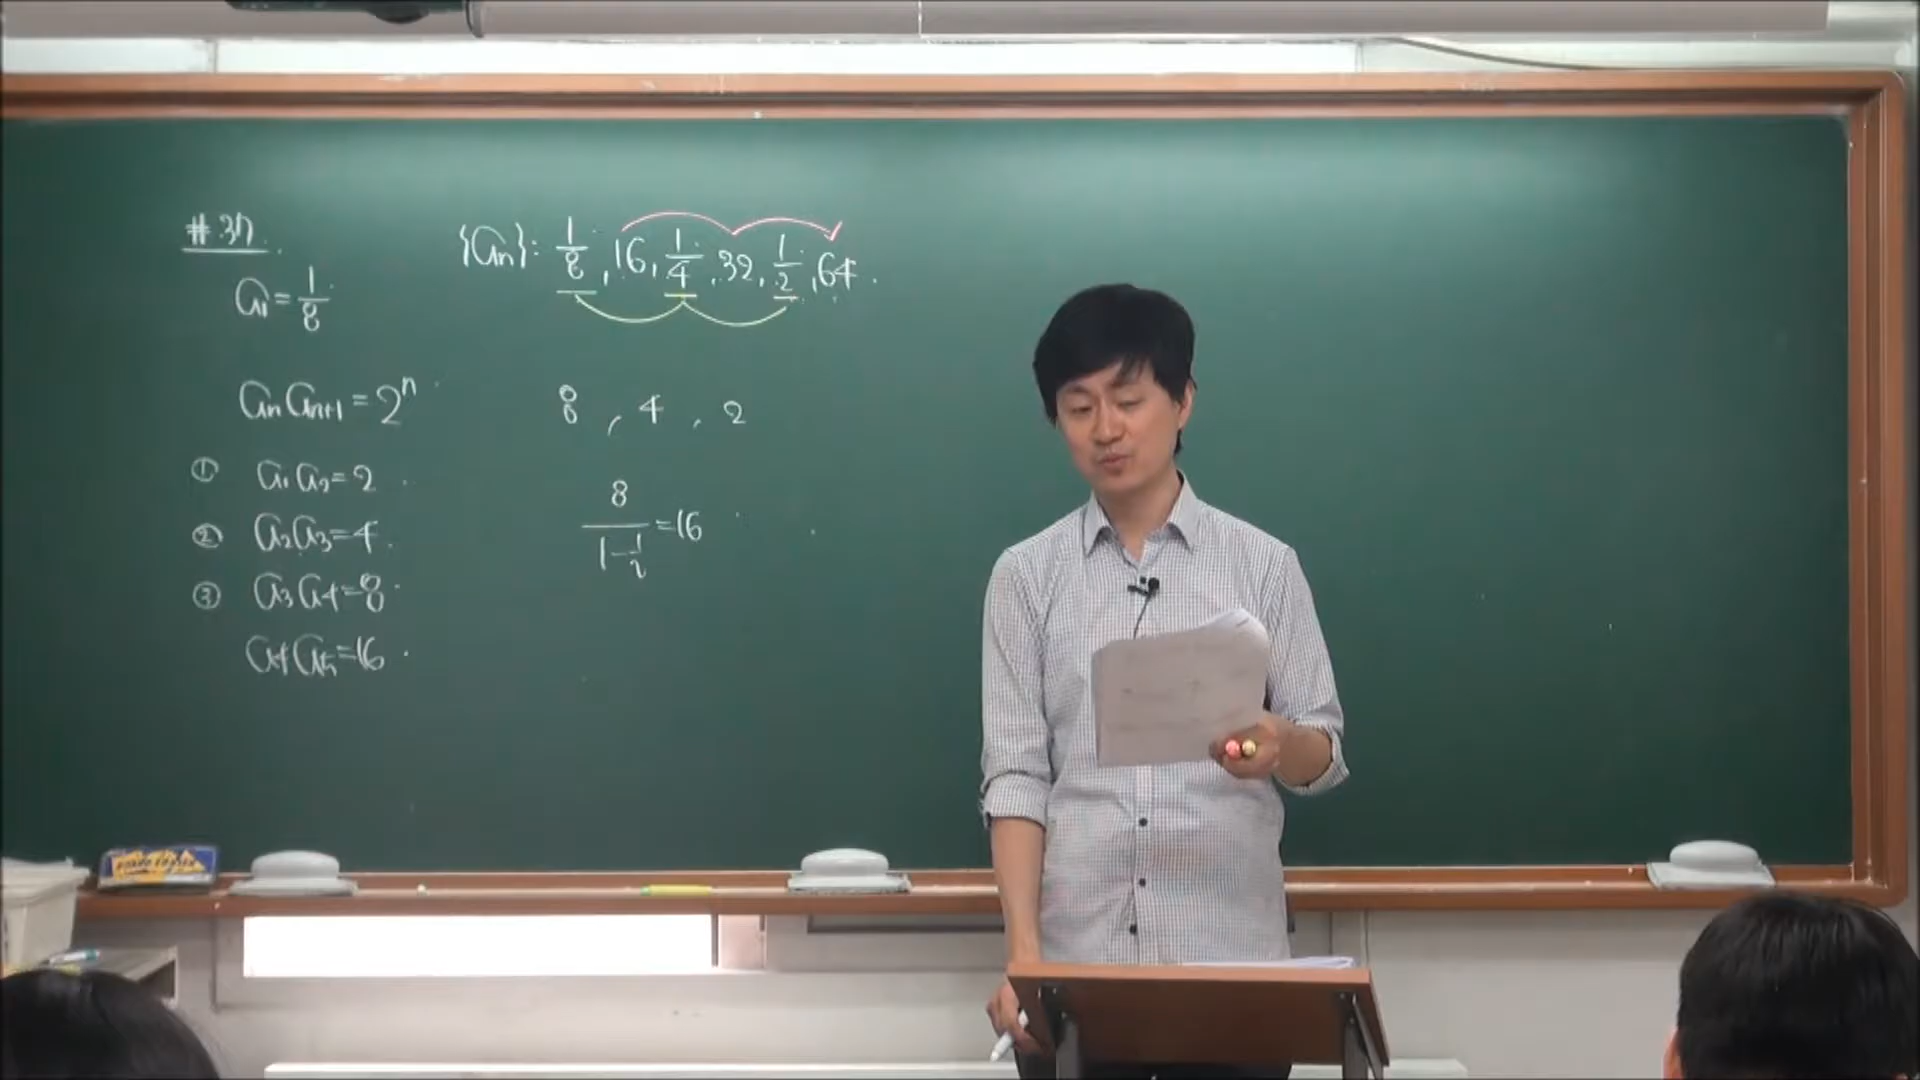 #37
a₁ = 1/8
aₙaₙ₊₁ = 2ⁿ
① a₁a₂=2
② a₂a₃=4
③ a₃a₄=8
a₄a₅=16
{aₙ}: 1/8, 16, 1/4, 32, 1/2, 64
8, 4, 2
8/(1-1/2) = 16